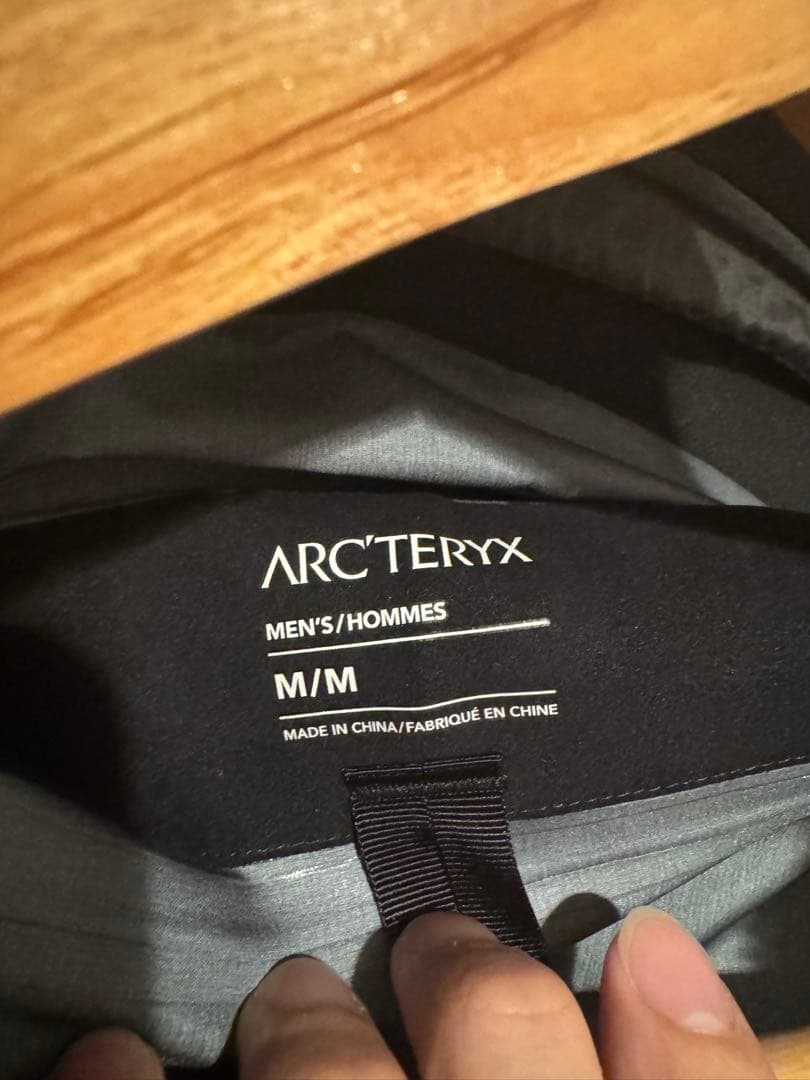 ARC'TERYX
MEN'S/HOMMES
M/M
MADE IN CHINA/FABRIQUÉ EN CHINE